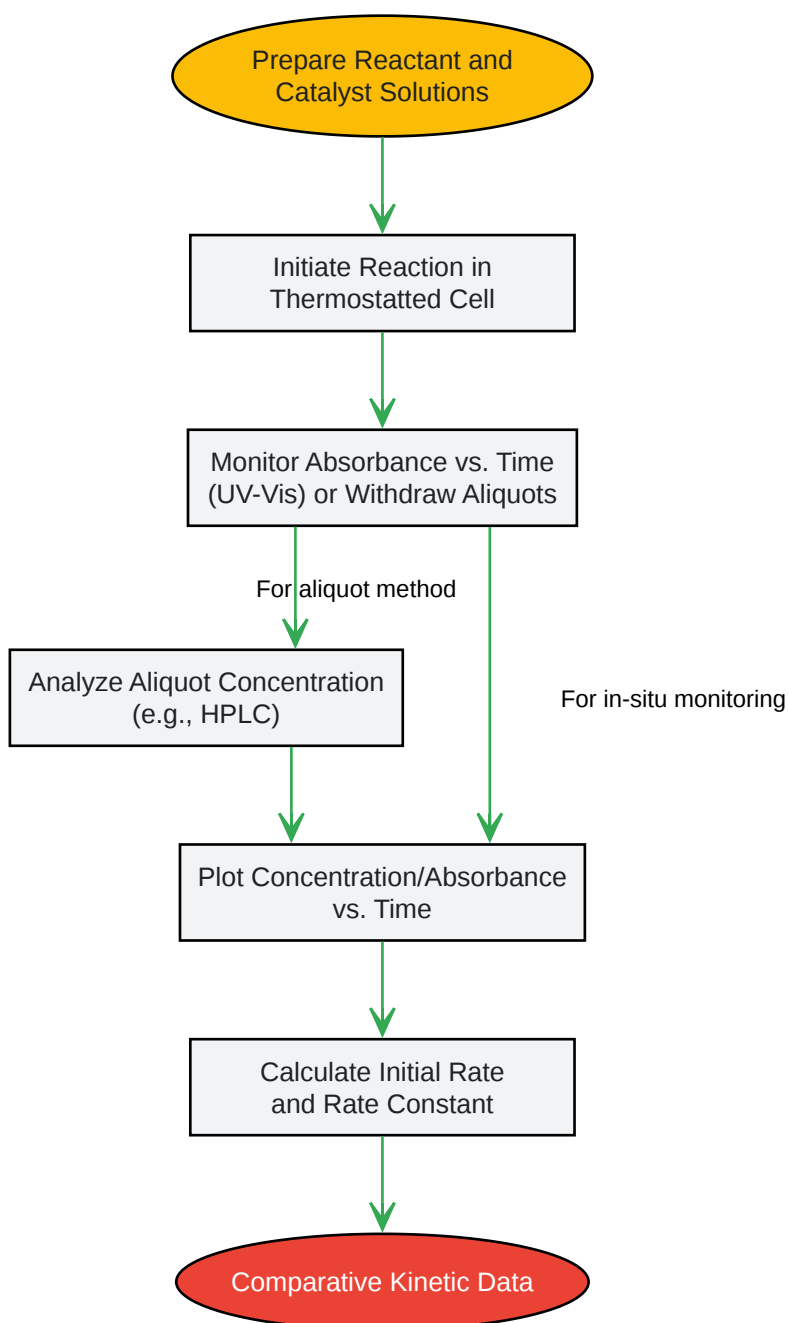 Prepare Reactant and
Catalyst Solutions
Initiate Reaction in
Thermostatted Cell
Monitor Absorbance vs. Time
(UV-Vis) or Withdraw Aliquots
For aliquot method
Analyze Aliquot Concentration
(e.g., HPLC)
For in-situ monitoring
Plot Concentration/Absorbance
vs. Time
Calculate Initial Rate
and Rate Constant
Comparative Kinetic Data